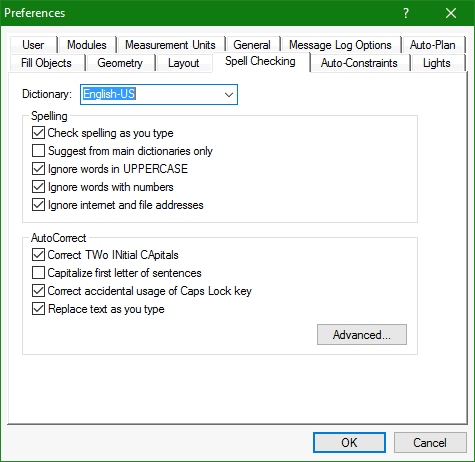 Preferences
?
User Modules Measurement Units General Message Log Options Auto-Plan
Fill Objects Geometry Layout Spell Checking Auto-Constraints Lights
Dictionary: English-US
Spelling
Check spelling as you type
Suggest from main dictionaries only
Ignore words in UPPERCASE
Ignore words with numbers
Ignore internet and file addresses
AutoCorrect
Correct TWo INitial CApitals
Capitalize first letter of sentences
Correct accidental usage of Caps Lock key
Replace text as you type
Advanced...
OK Cancel